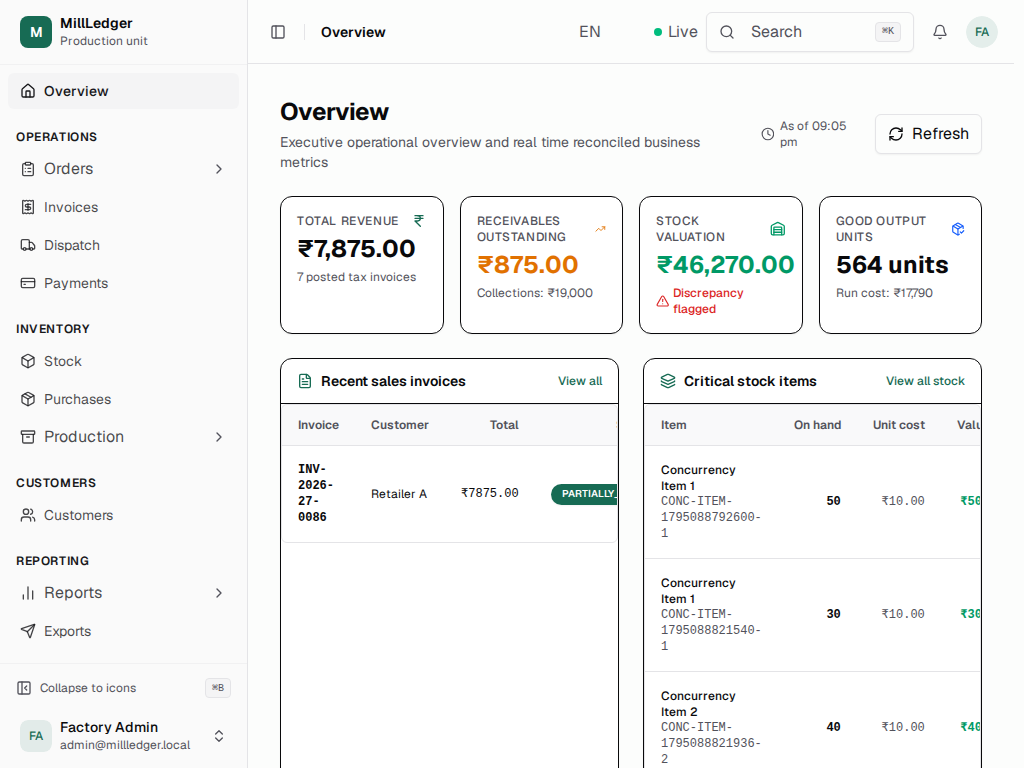 M
MillLedger
Production unit
Overview
OPERATIONS
Orders
Invoices
Dispatch
Payments
INVENTORY
Stock
Purchases
Production
CUSTOMERS
Customers
REPORTING
Reports
Exports
Collapse to icons
⌘B
FA
Factory Admin
admin@millledger.local
Overview
EN
Live
Search
⌘K
FA
Overview
Executive operational overview and real time reconciled business
metrics
As of 09:05
pm
Refresh
TOTAL REVENUE ₹
₹7,875.00
7 posted tax invoices
RECEIVABLES
OUTSTANDING
₹875.00
Collections: ₹19,000
STOCK
VALUATION
₹46,270.00
Discrepancy
flagged
GOOD OUTPUT
UNITS
564 units
Run cost: ₹17,790
Recent sales invoices View all
Invoice Customer Total
INV-
2026-
27-
0086
Retailer A ₹7875.00 PARTIALLY_
Critical stock items View all stock
Item On hand Unit cost Valu
Concurrency
Item 1
CONC-ITEM-
1795088792600-
1
50 ₹10.00 ₹50
Concurrency
Item 1
CONC-ITEM-
1795088821540-
1
30 ₹10.00 ₹30
Concurrency
Item 2
CONC-ITEM-
1795088821936-
2
40 ₹10.00 ₹40